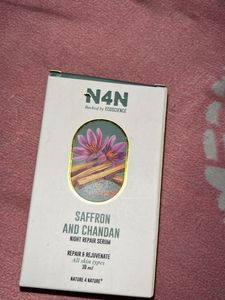 N4N
Backed by ECOSCIENCE
SAFFRON
AND CHANDAN
NIGHT REPAIR SERUM
REPAIR & REJUVENATE
All skin types
30 ml
NATURE 4 NATURE®